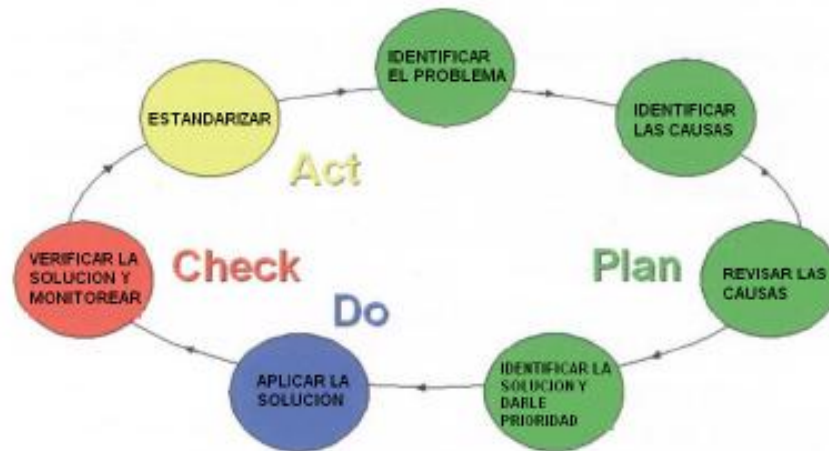 IDENTIFICAR
EL PROBLEMA
IDENTIFICAR
LAS CAUSAS
REVISAR LAS
CAUSAS
IDENTIFICAR LA
SOLUCION Y
DARLE
PRIORIDAD
APLICAR LA
SOLUCIÓN
VERIFICAR LA
SOLUCION Y
MONITOREAR
ESTANDARIZAR
Act
Check
Plan
Do